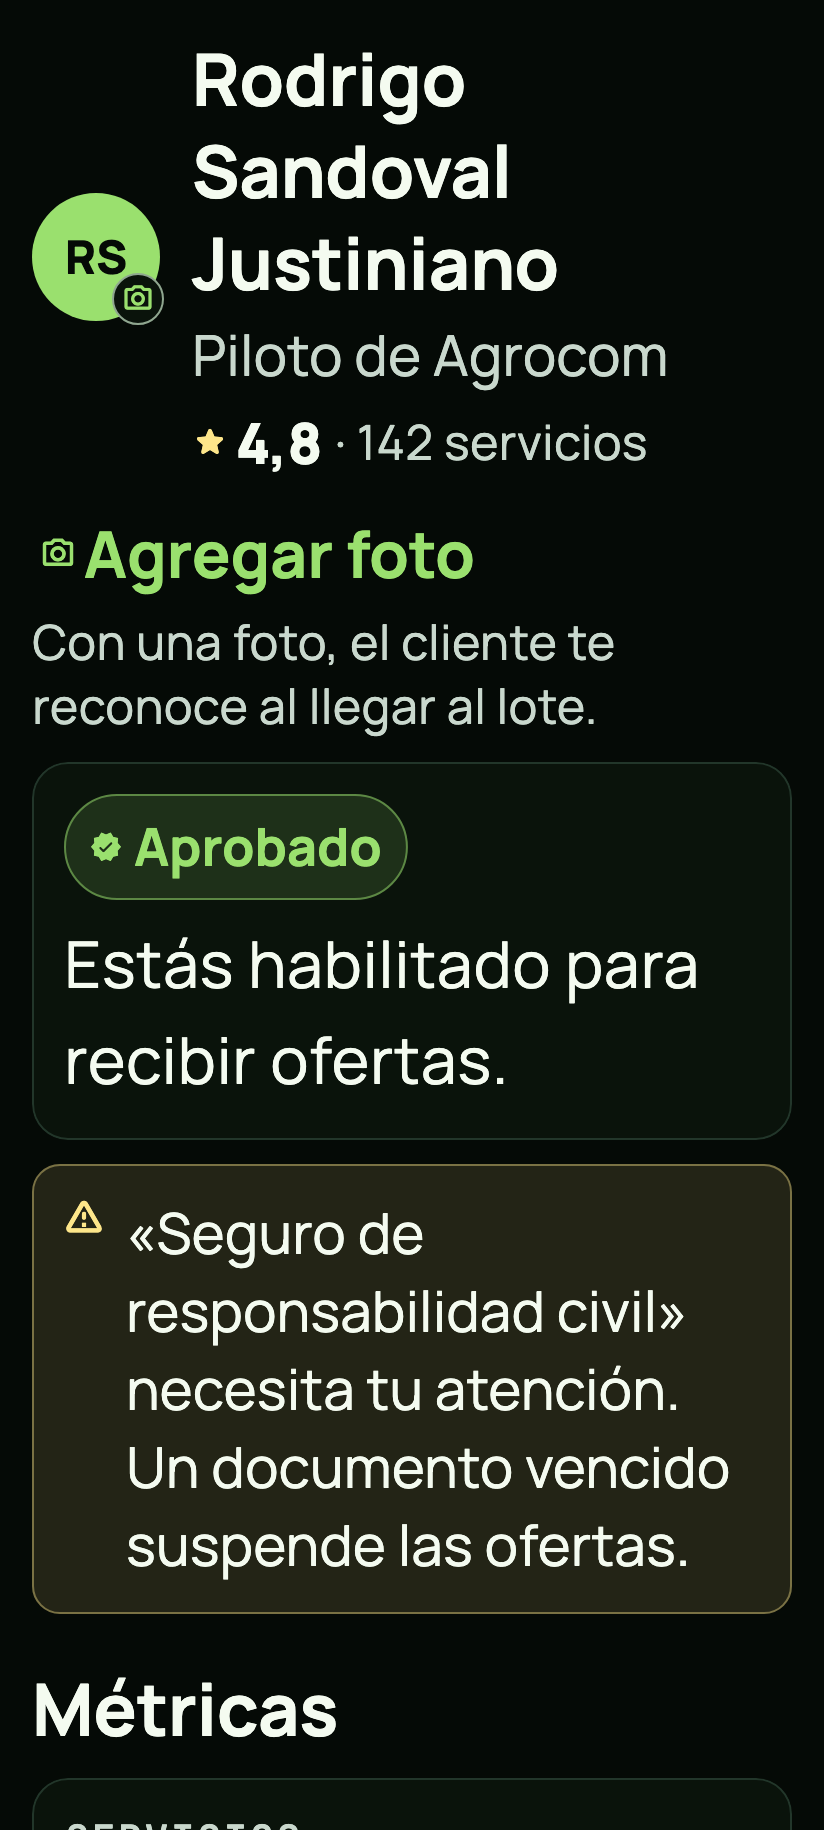 Rodrigo
Sandoval
Justiniano
RS
Piloto de Agrocom
4,8 · 142 servicios
Agregar foto
Con una foto, el cliente te
reconoce al llegar al lote.
Aprobado
Estás habilitado para
recibir ofertas.
«Seguro de
responsabilidad civil»
necesita tu atención.
Un documento vencido
suspende las ofertas.
Métricas